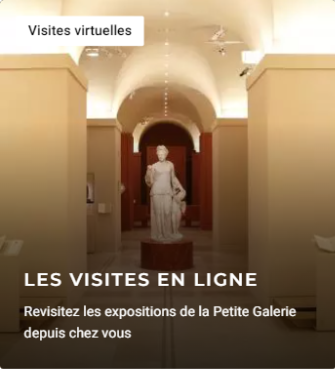 Visites virtuelles
LES VISITES EN LIGNE
Revisitez les expositions de la Petite Galerie
depuis chez vous